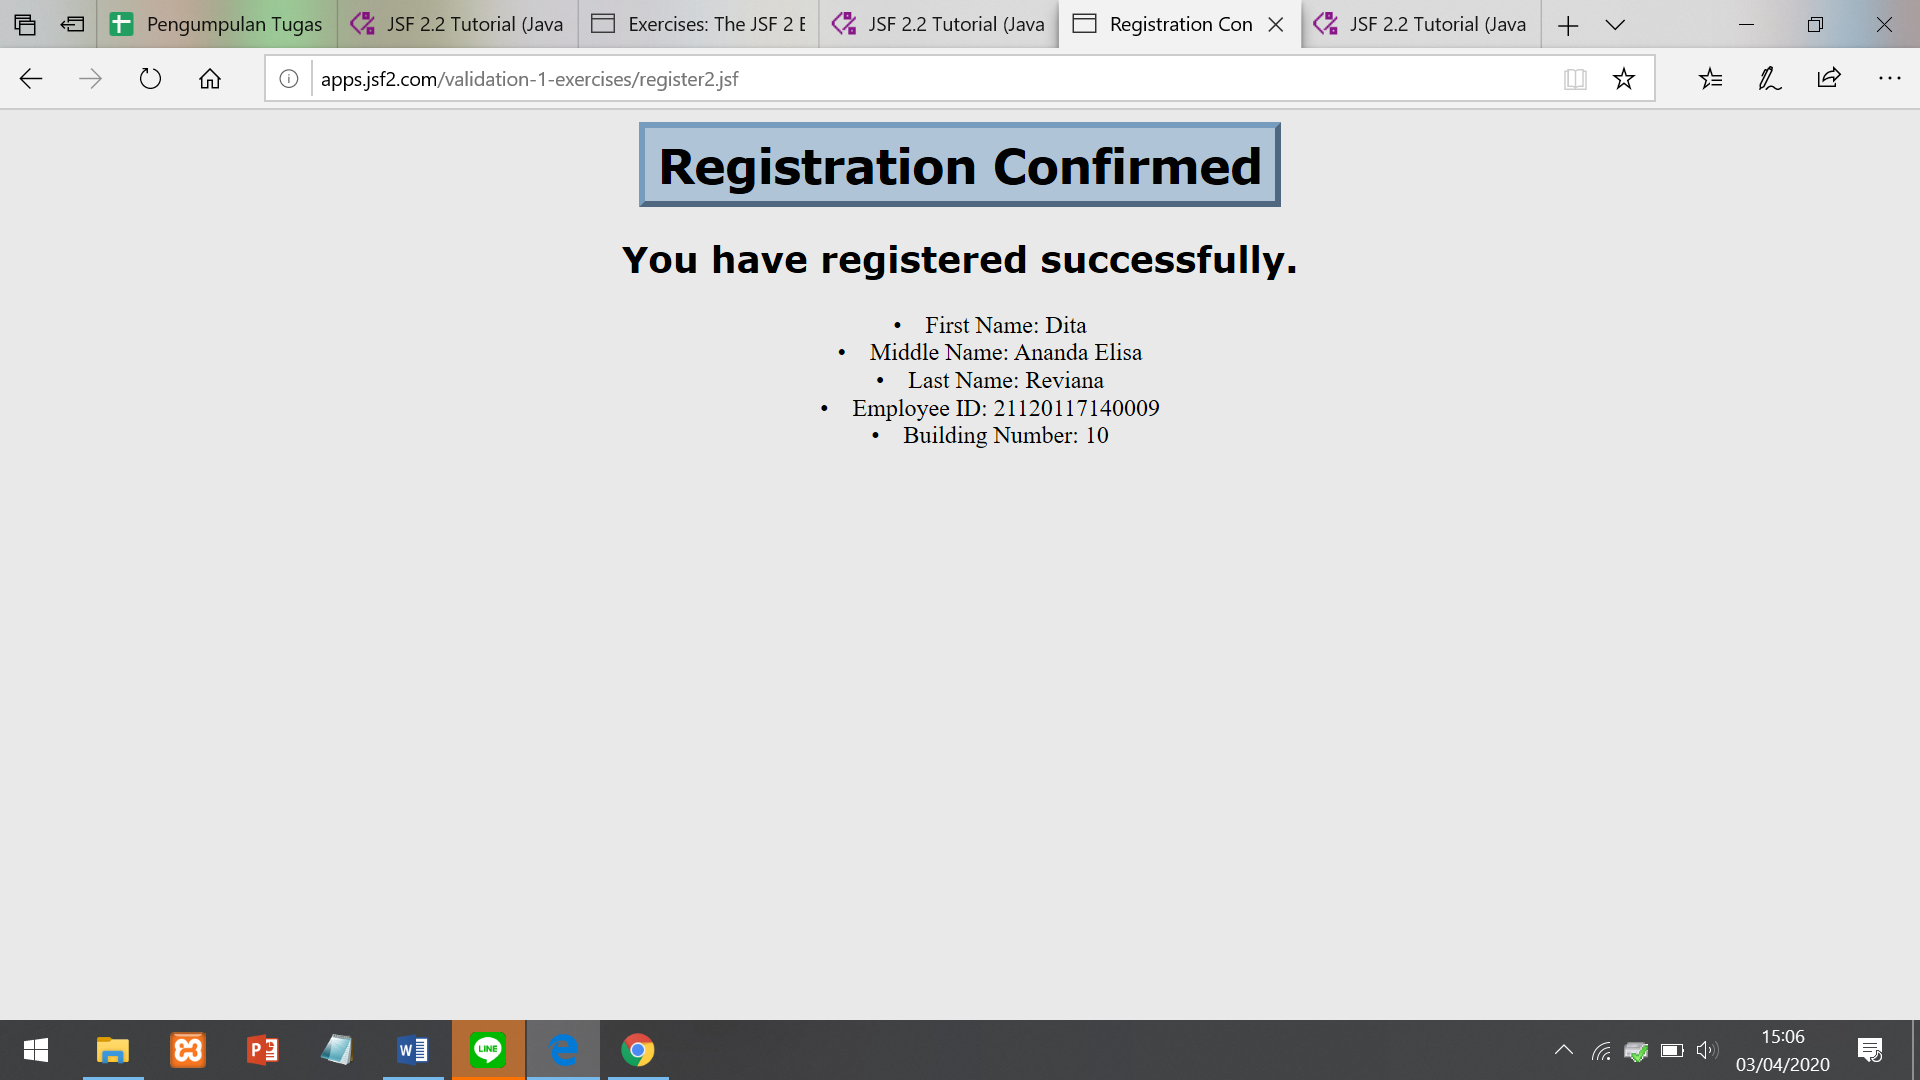 Pengumpulan Tugas
JSF 2.2 Tutorial (Java
Exercises: The JSF 2 E
JSF 2.2 Tutorial (Java
Registration Con
JSF 2.2 Tutorial (Java
apps.jsf2.com/validation-1-exercises/register2.jsf
Registration Confirmed
You have registered successfully.
• First Name: Dita
• Middle Name: Ananda Elisa
• Last Name: Reviana
• Employee ID: 21120117140009
• Building Number: 10
LINE
15:06
03/04/2020